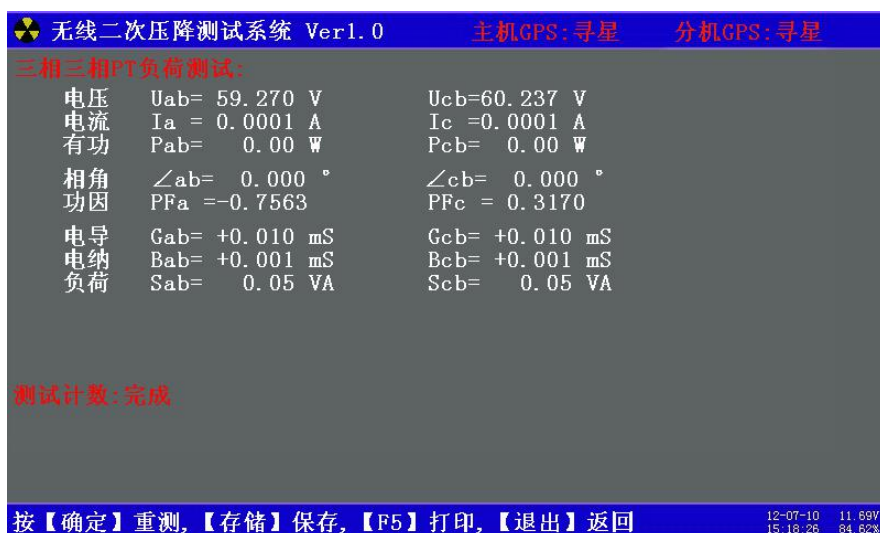 无线二次压降测试系统 Ver1.0 主机GPS:寻星 分机GPS:寻星
三相三相PT负荷测试:
电压 Uab= 59.270 V Ucb=60.237 V
电流 Ia = 0.0001 A Ic =0.0001 A
有功 Pab= 0.00 W Pcb= 0.00 W
相角 ∠ab= 0.000 ° ∠cb= 0.000 °
功因 PFa =-0.7563 PFc = 0.3170
电导 Gab= +0.010 mS Gcb= +0.010 mS
电纳 Bab= +0.001 mS Bcb= +0.001 mS
负荷 Sab= 0.05 VA Scb= 0.05 VA
测试计数:完成
按【确定】重测,【存储】保存,【F5】打印,【退出】返回 12-07-10 11.69V
15:18:26 84.62%